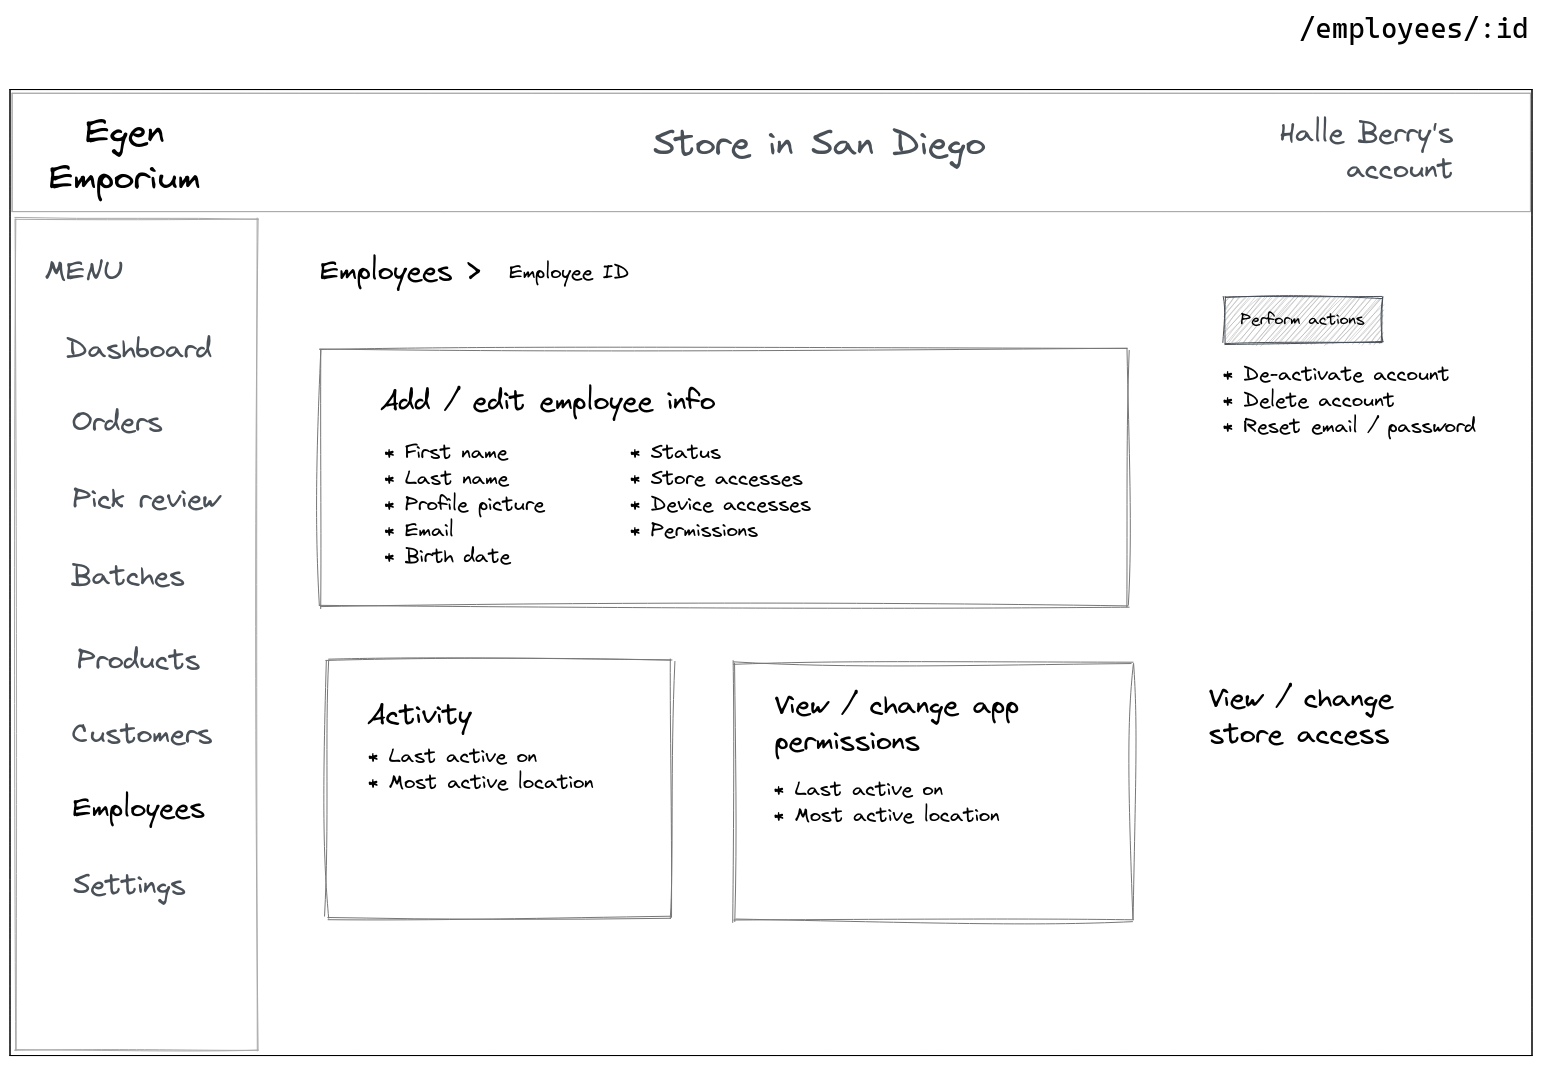 /employees/:id
Egen
Emporium
Store in San Diego
Halle Berry's
account
MENU
Dashboard
Orders
Pick review
Batches
Products
Customers
Employees
Settings
Employees > Employee ID
Perform actions
* De-activate account
* Delete account
* Reset email / password
Add / edit employee info
* First name
* Last name
* Profile picture
* Email
* Birth date
* Status
* Store accesses
* Device accesses
* Permissions
Activity
* Last active on
* Most active location
View / change app
permissions
* Last active on
* Most active location
View / change
store access